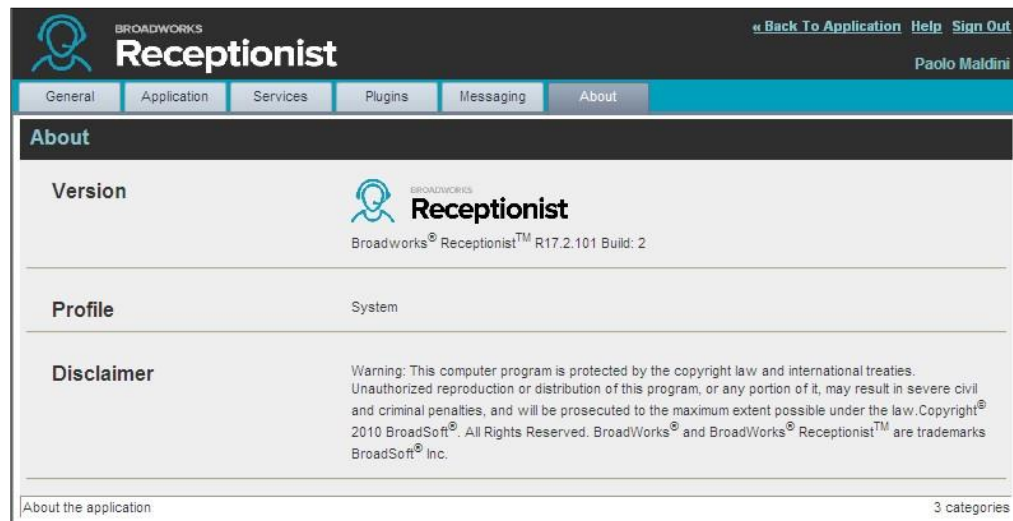 BROADWORKS
Receptionist
« Back To Application Help Sign Out
Paolo Maldini
General Application Services Plugins Messaging About
About
Version
BROADWORKS
Receptionist
Broadworks® Receptionist™ R17.2.101 Build: 2
Profile
System
Disclaimer
Warning: This computer program is protected by the copyright law and international treaties.
Unauthorized reproduction or distribution of this program, or any portion of it, may result in severe civil
and criminal penalties, and will be prosecuted to the maximum extent possible under the law.Copyright®
2010 BroadSoft®. All Rights Reserved. BroadWorks® and BroadWorks® Receptionist™ are trademarks
BroadSoft® Inc.
About the application
3 categories